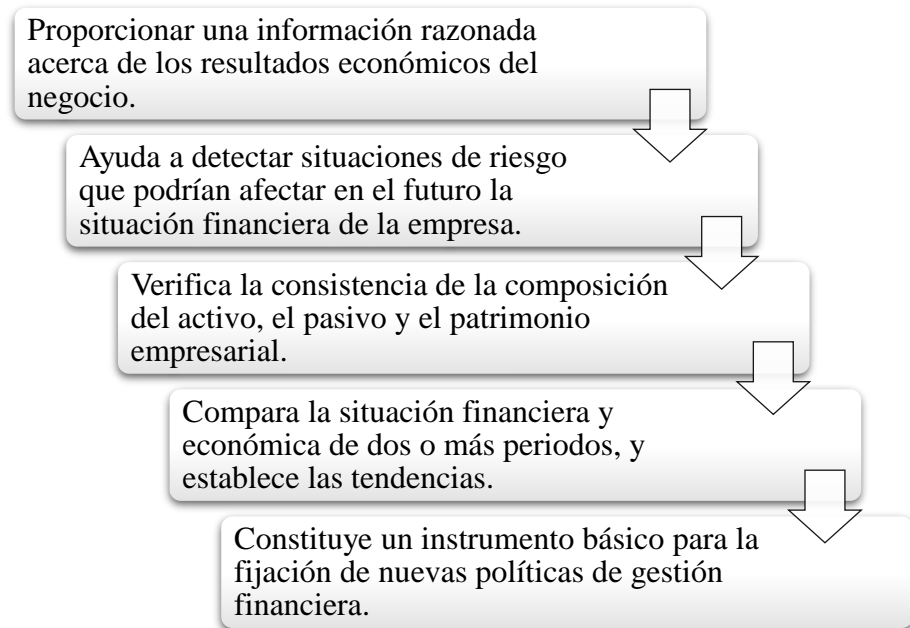 Proporcionar una información razonada
acerca de los resultados económicos del
negocio.
Ayuda a detectar situaciones de riesgo
que podrían afectar en el futuro la
situación financiera de la empresa.
Verifica la consistencia de la composición
del activo, el pasivo y el patrimonio
empresarial.
Compara la situación financiera y
económica de dos o más periodos, y
establece las tendencias.
Constituye un instrumento básico para la
fijación de nuevas políticas de gestión
financiera.